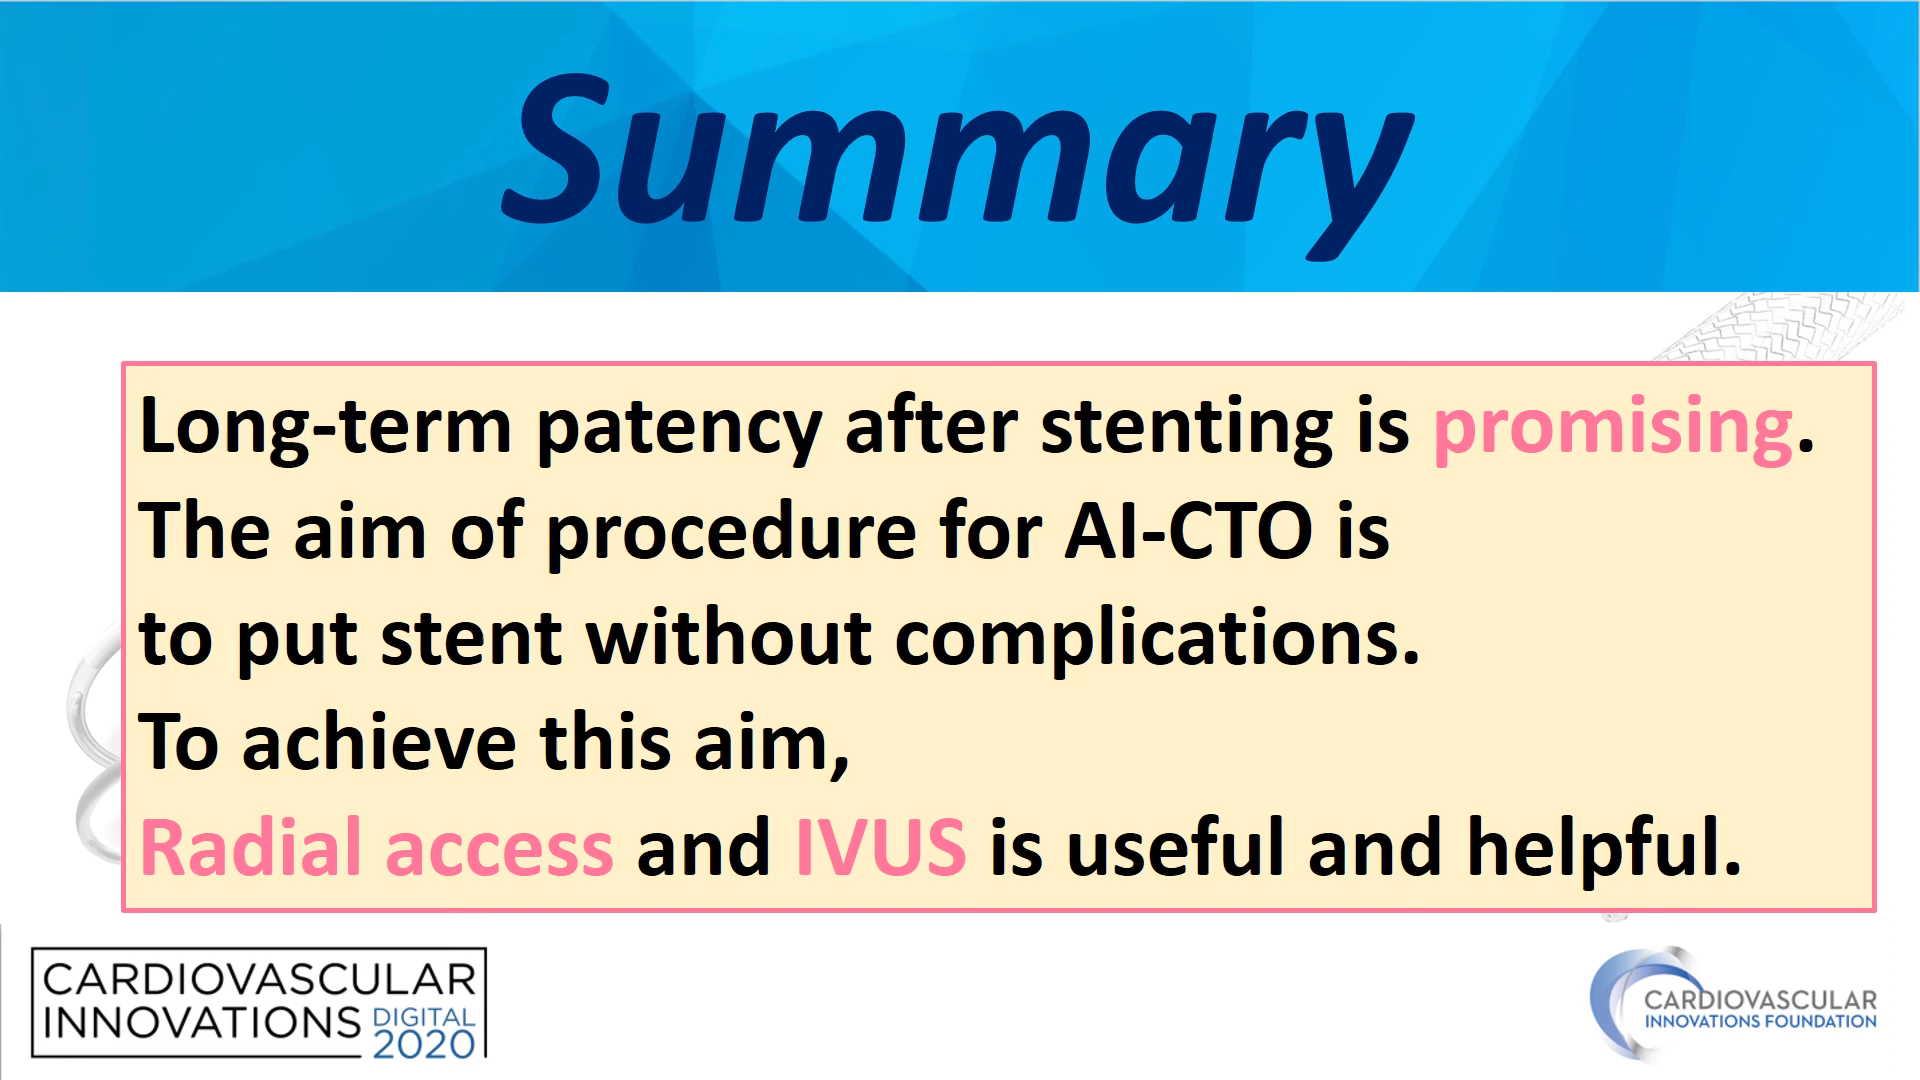 Summary
Long-term patency after stenting is promising.
The aim of procedure for AI-CTO is
to put stent without complications.
To achieve this aim,
Radial access and IVUS is useful and helpful.
CARDIOVASCULAR
INNOVATIONS DIGITAL
2020
CARDIOVASCULAR
INNOVATIONS FOUNDATION